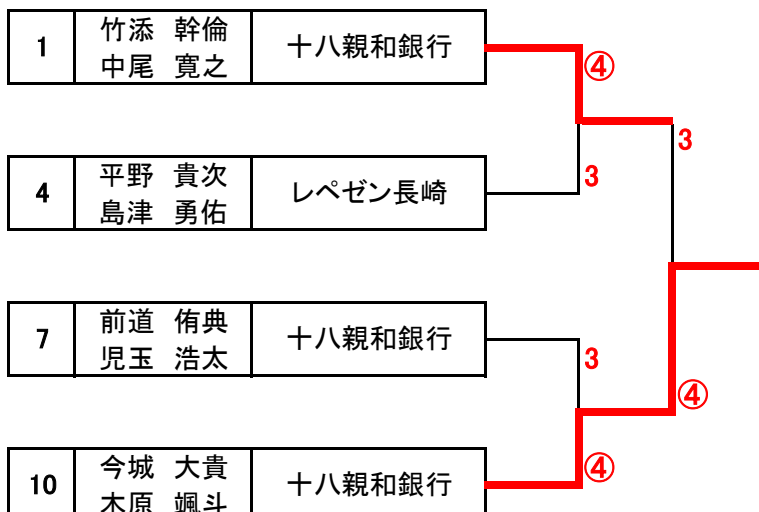 1 竹添 幹倫 十八親和銀行
中尾 寛之
④
3
4 平野 貴次 レペゼン長崎
島津 勇佑
3
7 前道 侑典 十八親和銀行
児玉 浩太
3
④
10 今城 大貴 十八親和銀行
木原 颯斗
④